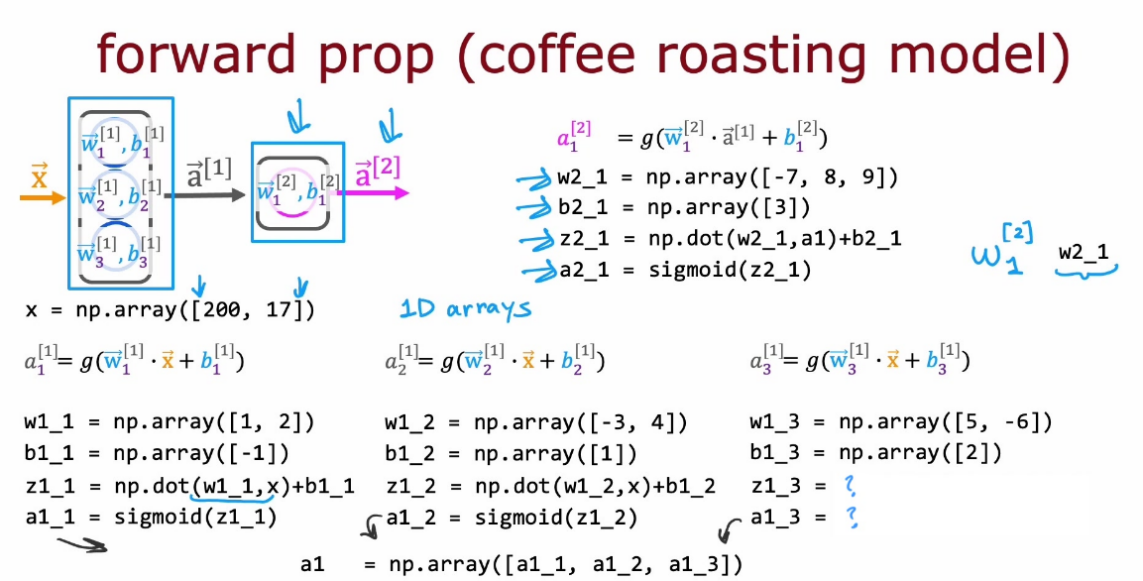 forward prop (coffee roasting model)
w⃗₁^[1], b₁^[1]
w⃗₂^[1], b₂^[1]
w⃗₃^[1], b₃^[1]
x⃗
a⃗^[1]
w⃗₁^[2], b₁^[2]
a⃗^[2]
a₁^[2] = g(w⃗₁^[2] · a⃗^[1] + b₁^[2])
w2_1 = np.array([-7, 8, 9])
b2_1 = np.array([3])
z2_1 = np.dot(w2_1,a1)+b2_1
a2_1 = sigmoid(z2_1)
w₁^[2] w2_1
x = np.array([200, 17]) 1D arrays
a₁^[1]= g(w⃗₁^[1] · x⃗ + b₁^[1])
w1_1 = np.array([1, 2])
b1_1 = np.array([-1])
z1_1 = np.dot(w1_1,x)+b1_1
a1_1 = sigmoid(z1_1)
a₂^[1]= g(w⃗₂^[1] · x⃗ + b₂^[1])
w1_2 = np.array([-3, 4])
b1_2 = np.array([1])
z1_2 = np.dot(w1_2,x)+b1_2
a1_2 = sigmoid(z1_2)
a₃^[1]= g(w⃗₃^[1] · x⃗ + b₃^[1])
w1_3 = np.array([5, -6])
b1_3 = np.array([2])
z1_3 = ?
a1_3 = ?
a1 = np.array([a1_1, a1_2, a1_3])